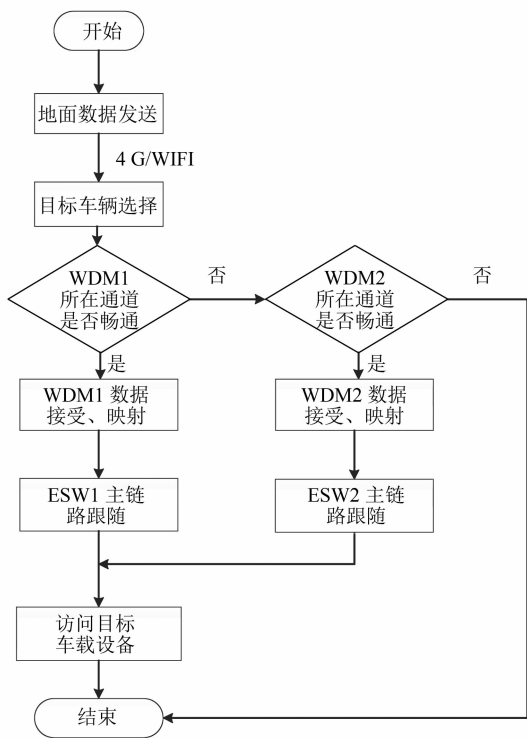 开始
地面数据发送
4 G/WIFI
目标车辆选择
WDM1
所在通道
是否畅通
否
WDM2
所在通道
是否畅通
否
是
是
WDM1 数据
接受、映射
WDM2 数据
接受、映射
ESW1 主链
路跟随
ESW2 主链
路跟随
访问目标
车载设备
结束